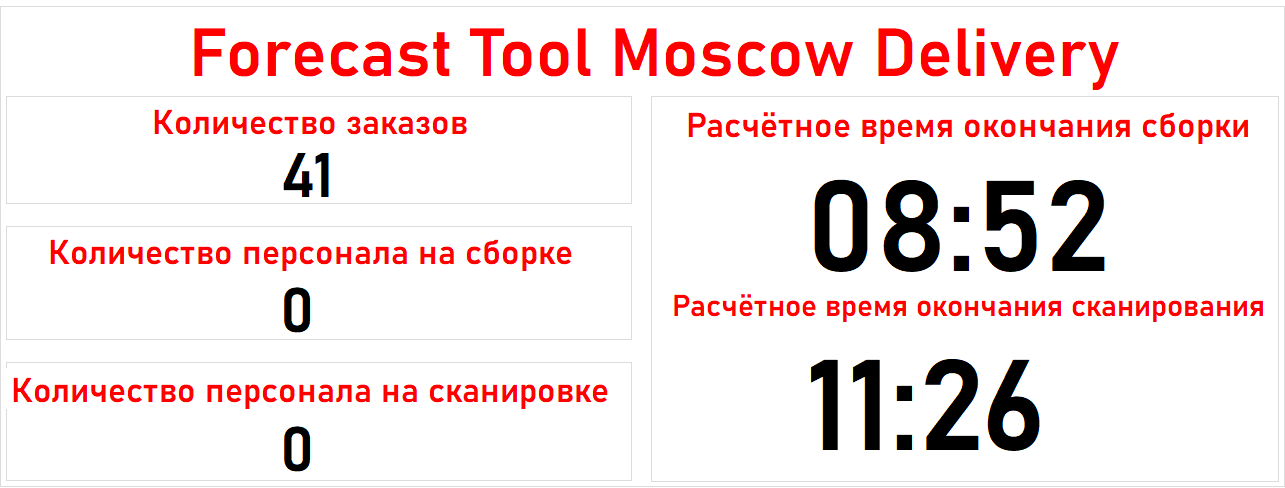 Forecast Tool Moscow Delivery
Количество заказов
41
Количество персонала на сборке
0
Количество персонала на сканировке
0
Расчётное время окончания сборки
08:52
Расчётное время окончания сканирования
11:26